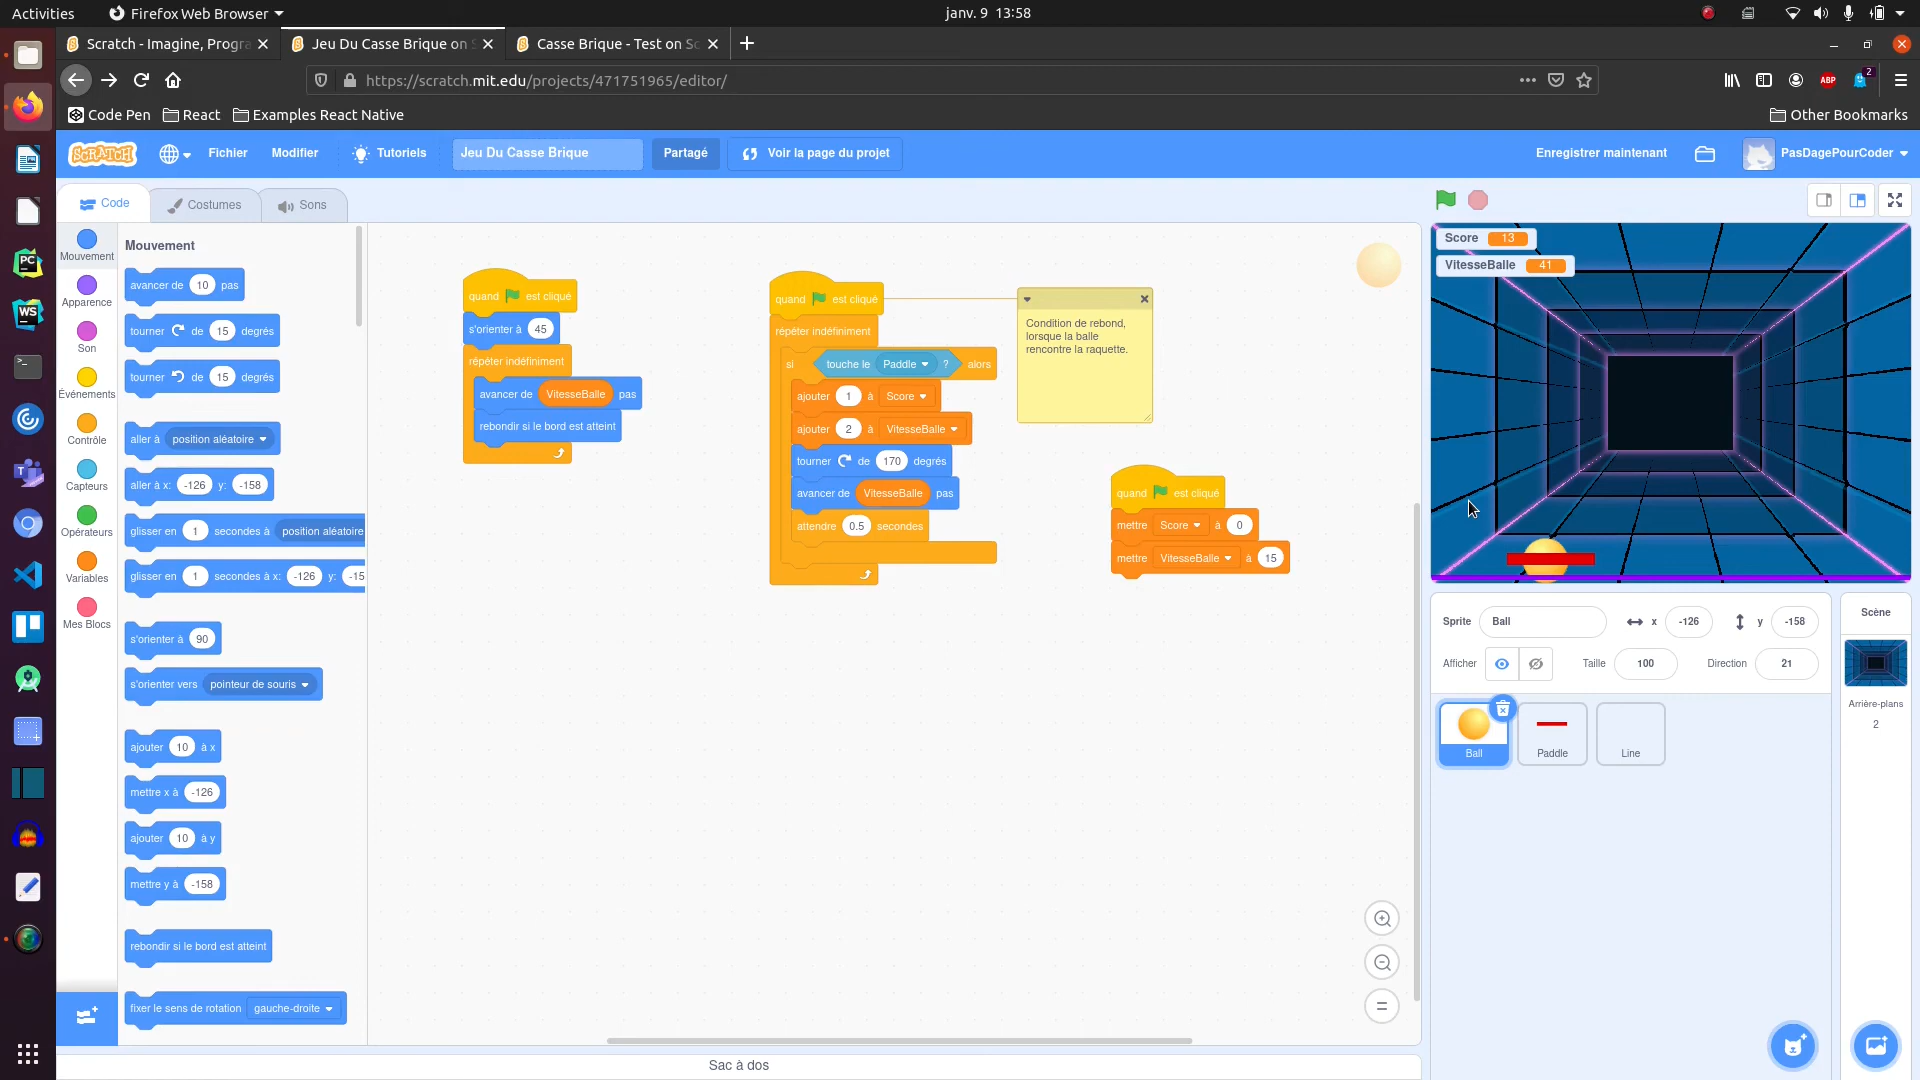 Activities
Firefox Web Browser
janv. 9 13:58
Scratch - Imagine, Progra
Jeu Du Casse Brique on S
Casse Brique - Test on Sc
https://scratch.mit.edu/projects/471751965/editor/
ABP
2
Code Pen
React
Examples React Native
Other Bookmarks
SCRATCH
Fichier
Modifier
Tutoriels
Jeu Du Casse Brique
Partagé
Voir la page du projet
Enregistrer maintenant
PasDagePourCoder
Code
Costumes
Sons
Mouvement
Apparence
Son
Événements
Contrôle
Capteurs
Opérateurs
Variables
Mes Blocs
Mouvement
avancer de 10 pas
tourner de 15 degrés
tourner de 15 degrés
aller à position aléatoire
aller à x: -126 y: -158
glisser en 1 secondes à position aléatoire
glisser en 1 secondes à x: -126 y: -15
s'orienter à 90
s'orienter vers pointeur de souris
ajouter 10 à x
mettre x à -126
ajouter 10 à y
mettre y à -158
rebondir si le bord est atteint
fixer le sens de rotation gauche-droite
quand est cliqué
s'orienter à 45
répéter indéfiniment
avancer de VitesseBalle pas
rebondir si le bord est atteint
quand est cliqué
répéter indéfiniment
si touche le Paddle ? alors
ajouter 1 à Score
ajouter 2 à VitesseBalle
tourner de 170 degrés
avancer de VitesseBalle pas
attendre 0.5 secondes
Condition de rebond,
lorsque la balle
rencontre la raquette.
quand est cliqué
mettre Score à 0
mettre VitesseBalle à 15
Score 13
VitesseBalle 41
Sprite Ball x -126 y -158
Afficher Taille 100 Direction 21
Ball
Paddle
Line
Scène
Arrière-plans
2
Sac à dos
PC
WS